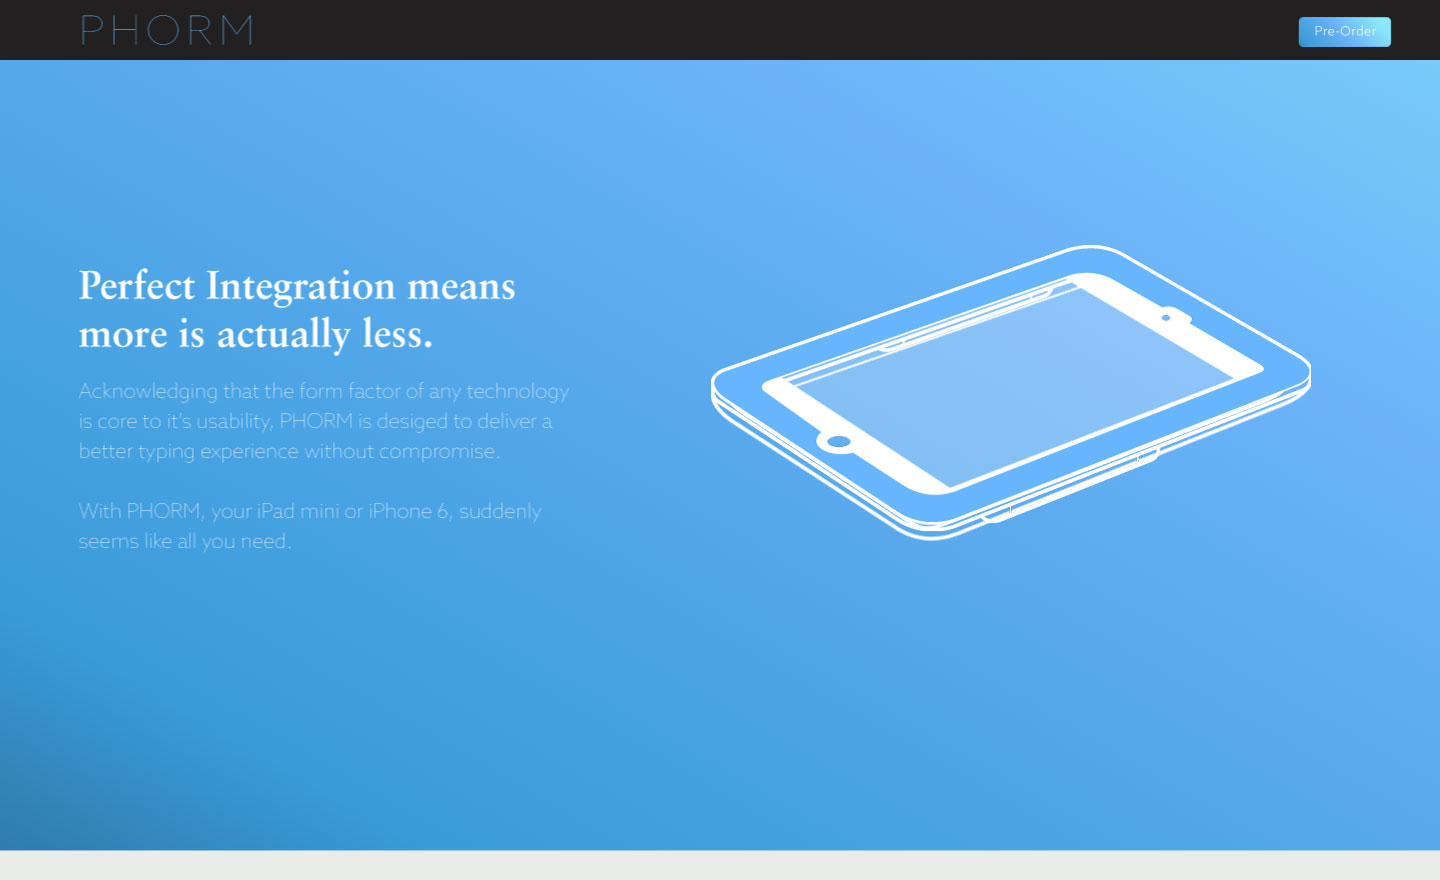 PHORM
Pre-Order
Perfect Integration means
more is actually less.
Acknowledging that the form factor of any technology
is core to it's usability, PHORM is desiged to deliver a
better typing experience without compromise.
With PHORM, your iPad mini or iPhone 6, suddenly
seems like all you need.